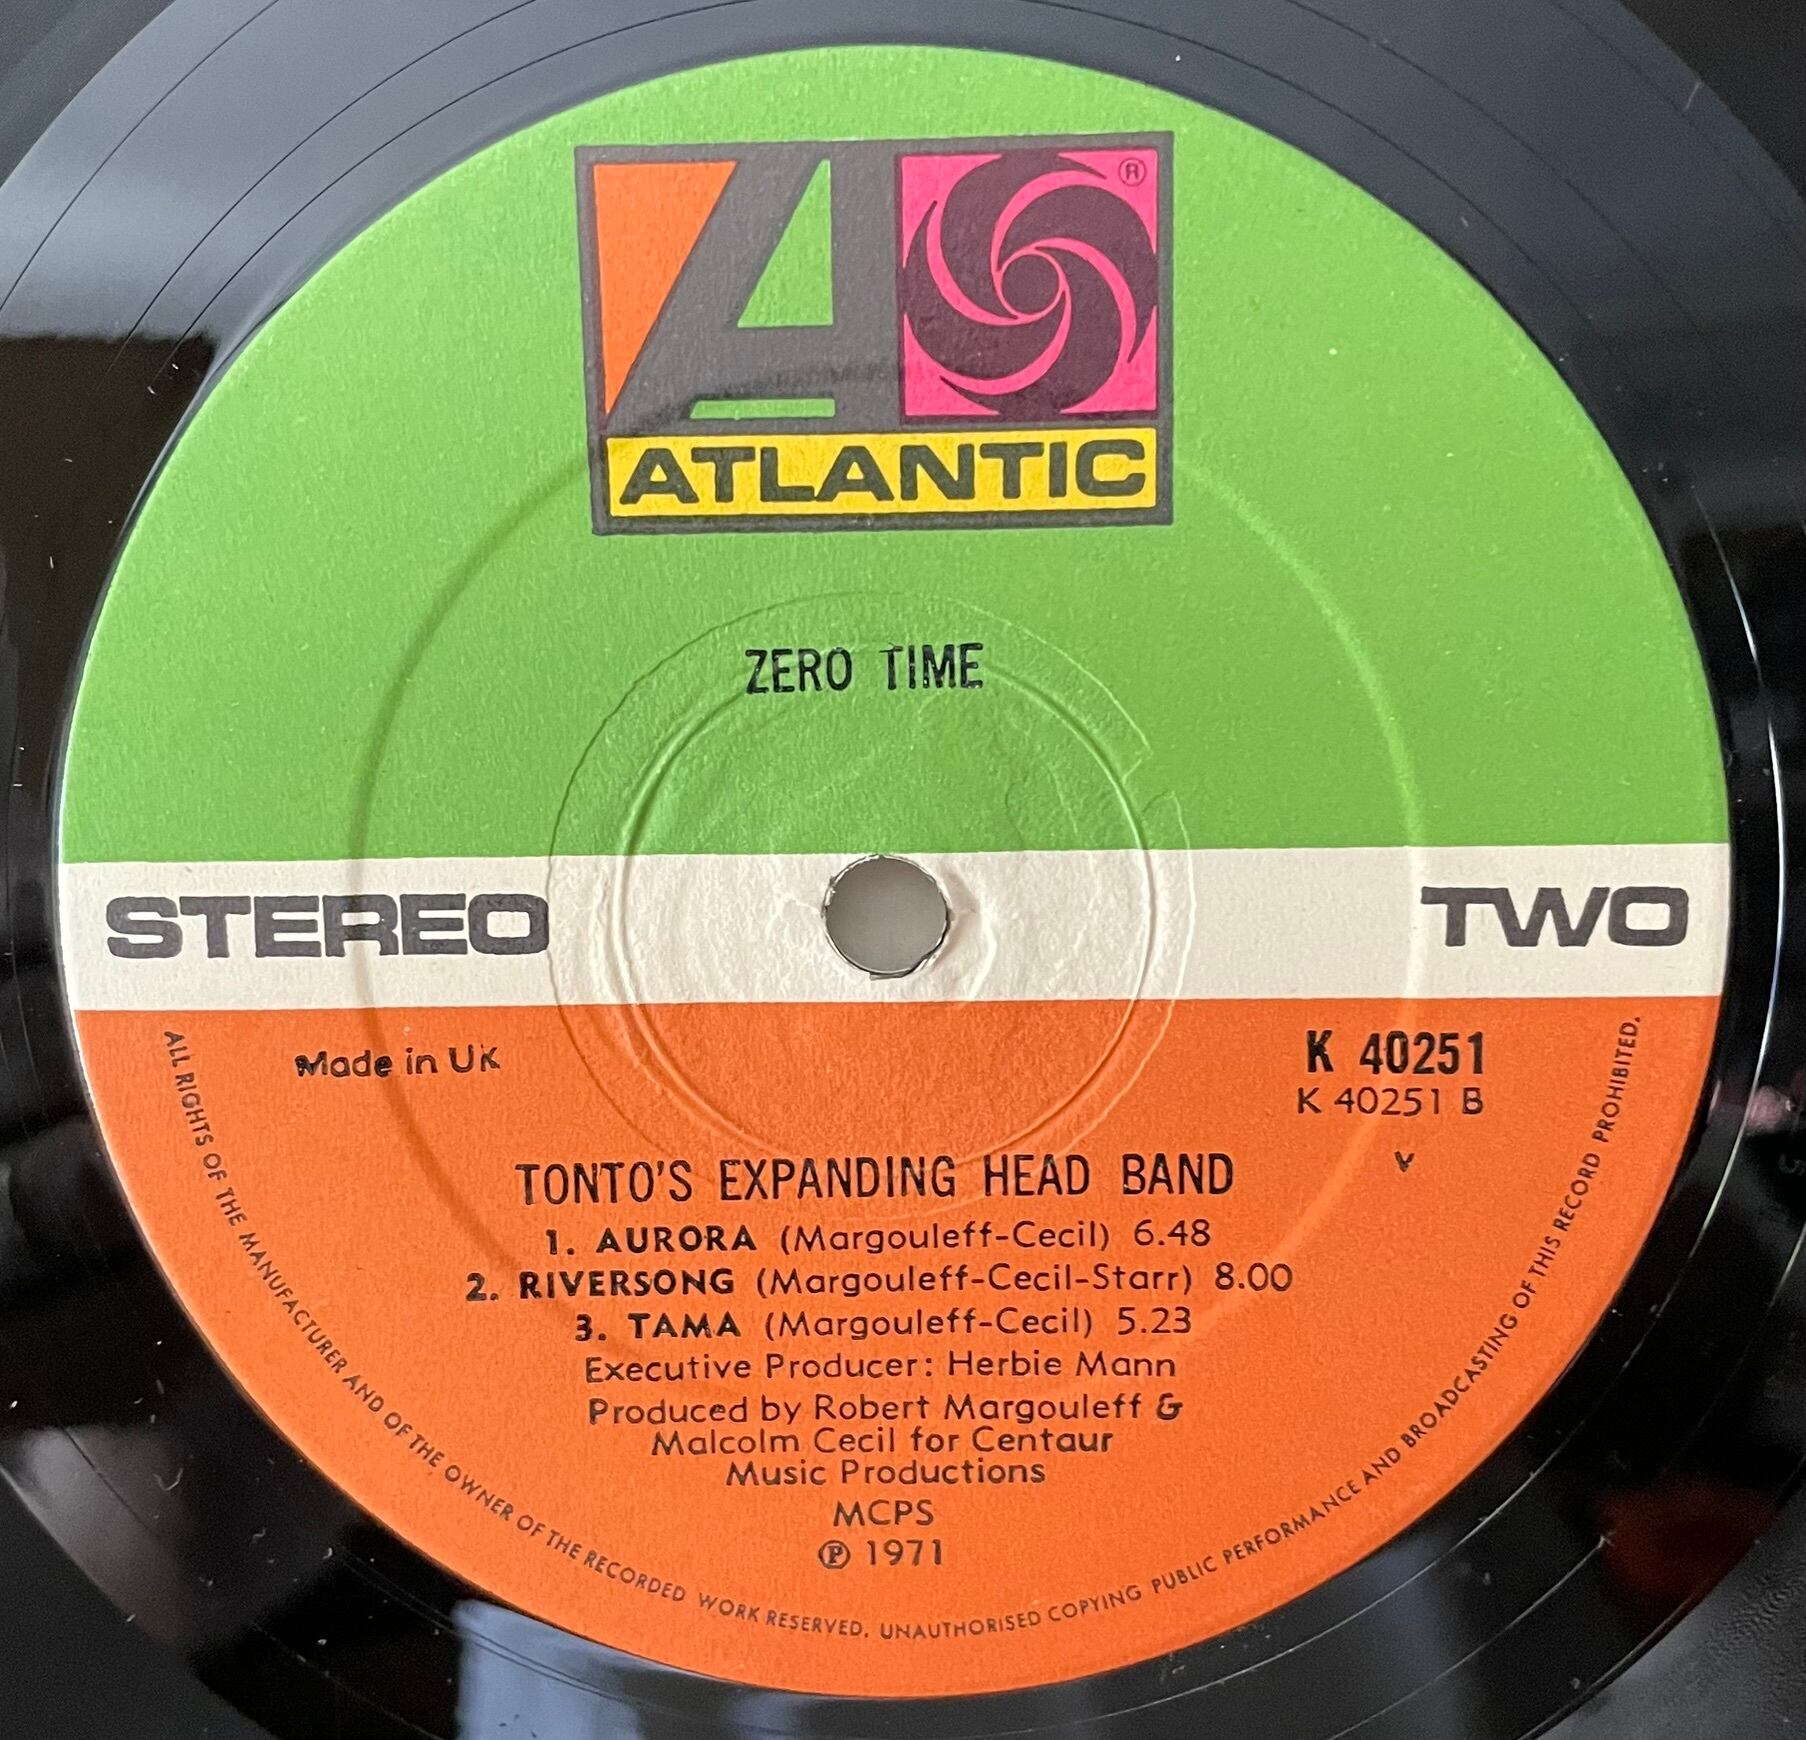 ®
ATLANTIC
ZERO TIME
STEREO
TWO
Made in UK
K 40251
K 40251 B
TONTO'S EXPANDING HEAD BAND
1. AURORA (Margouleff-Cecil) 6.48
2. RIVERSONG (Margouleff-Cecil-Starr) 8.00
3. TAMA (Margouleff-Cecil) 5.23
Executive Producer: Herbie Mann
Produced by Robert Margouleff &
Malcolm Cecil for Centaur
Music Productions
MCPS
℗ 1971
ALL RIGHTS OF THE MANUFACTURER AND OF THE OWNER OF THE RECORDED WORK RESERVED. UNAUTHORISED COPYING PUBLIC PERFORMANCE AND BROADCASTING OF THIS RECORD PROHIBITED.